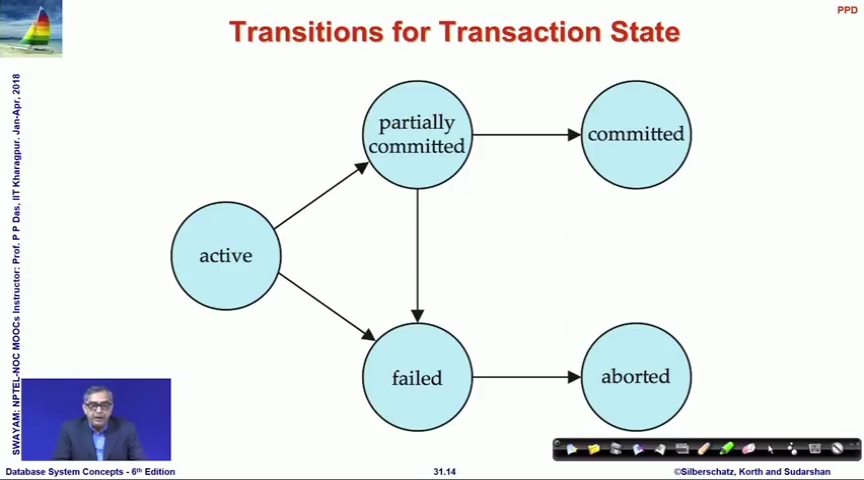 PPD
Transitions for Transaction State
SWAYAM: NPTEL-NOC MOOCs Instructor: Prof. P P Das, IIT Kharagpur. Jan-Apr, 2018
partially
committed
committed
active
failed
aborted
Database System Concepts - 6th Edition
31.14
©Silberschatz, Korth and Sudarshan